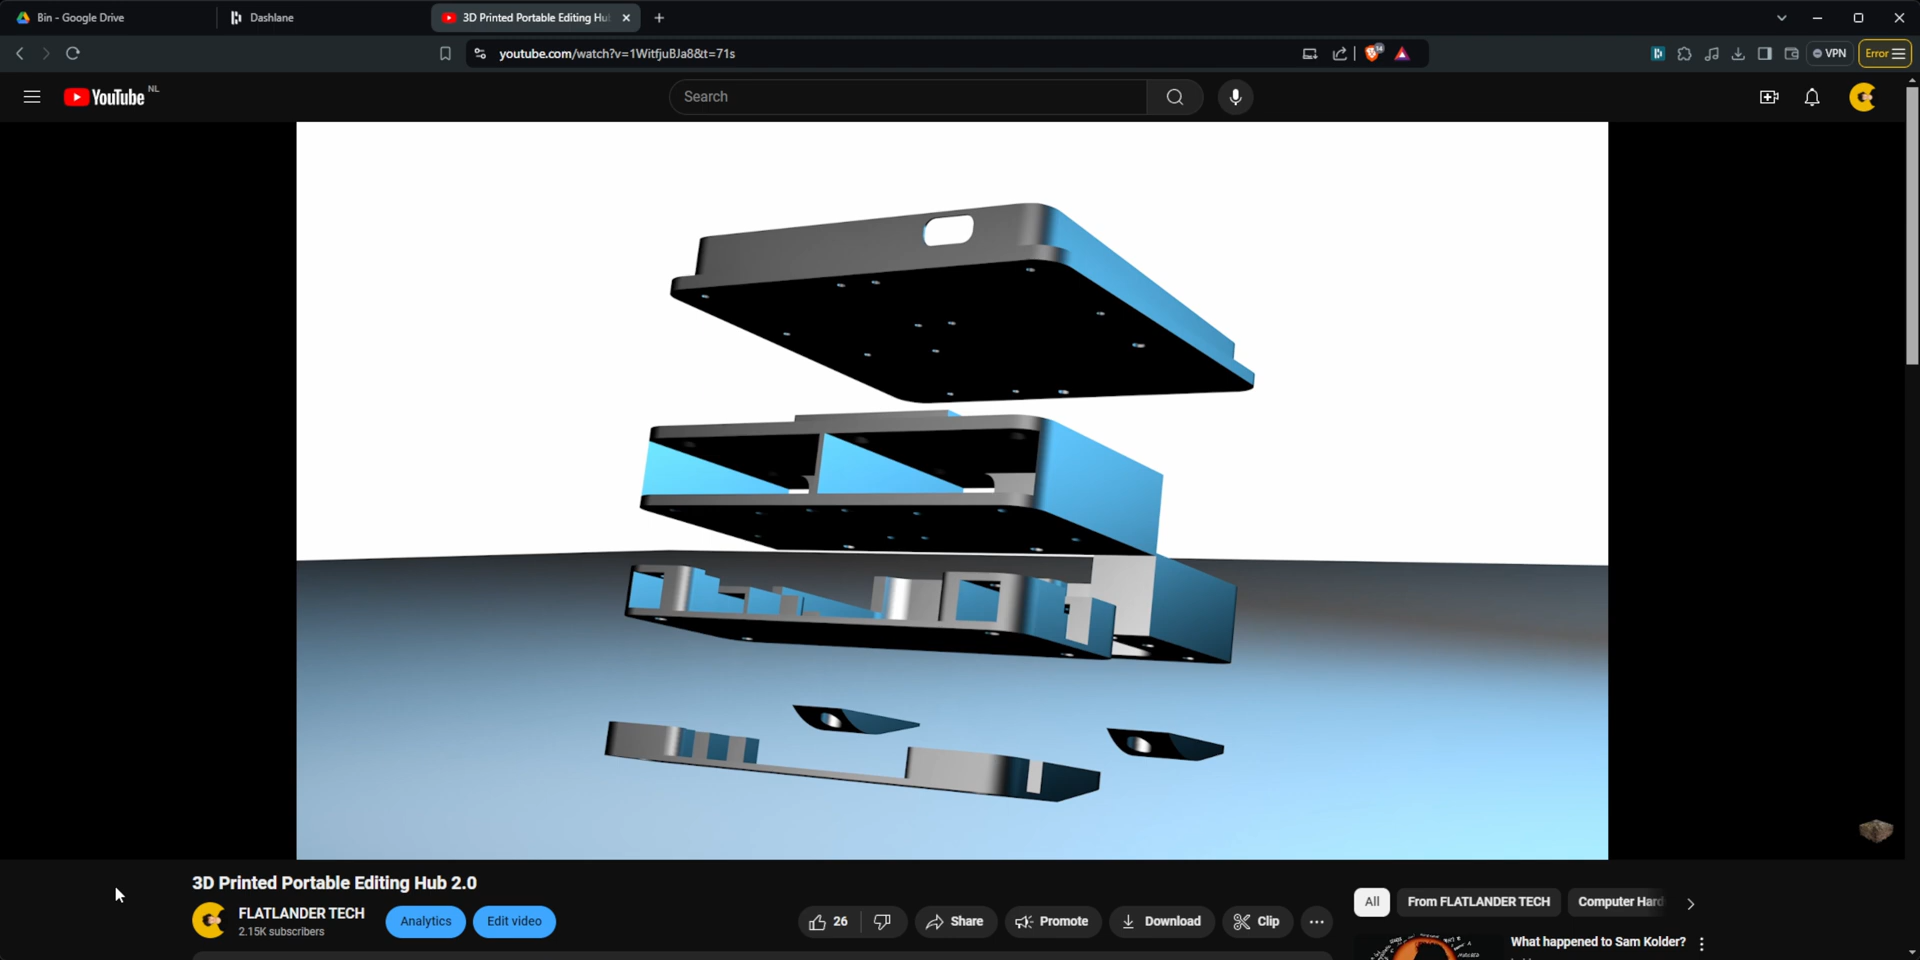 Bin - Google Drive
Dashlane
3D Printed Portable Editing Hu
youtube.com/watch?v=1WitfjuBJa8&t=71s
14
VPN
Error
YouTube NL
Search
3D Printed Portable Editing Hub 2.0
FLATLANDER TECH
2.15K subscribers
Analytics
Edit video
26
Share
Promote
Download
Clip
All
From FLATLANDER TECH
Computer Hard
What happened to Sam Kolder?